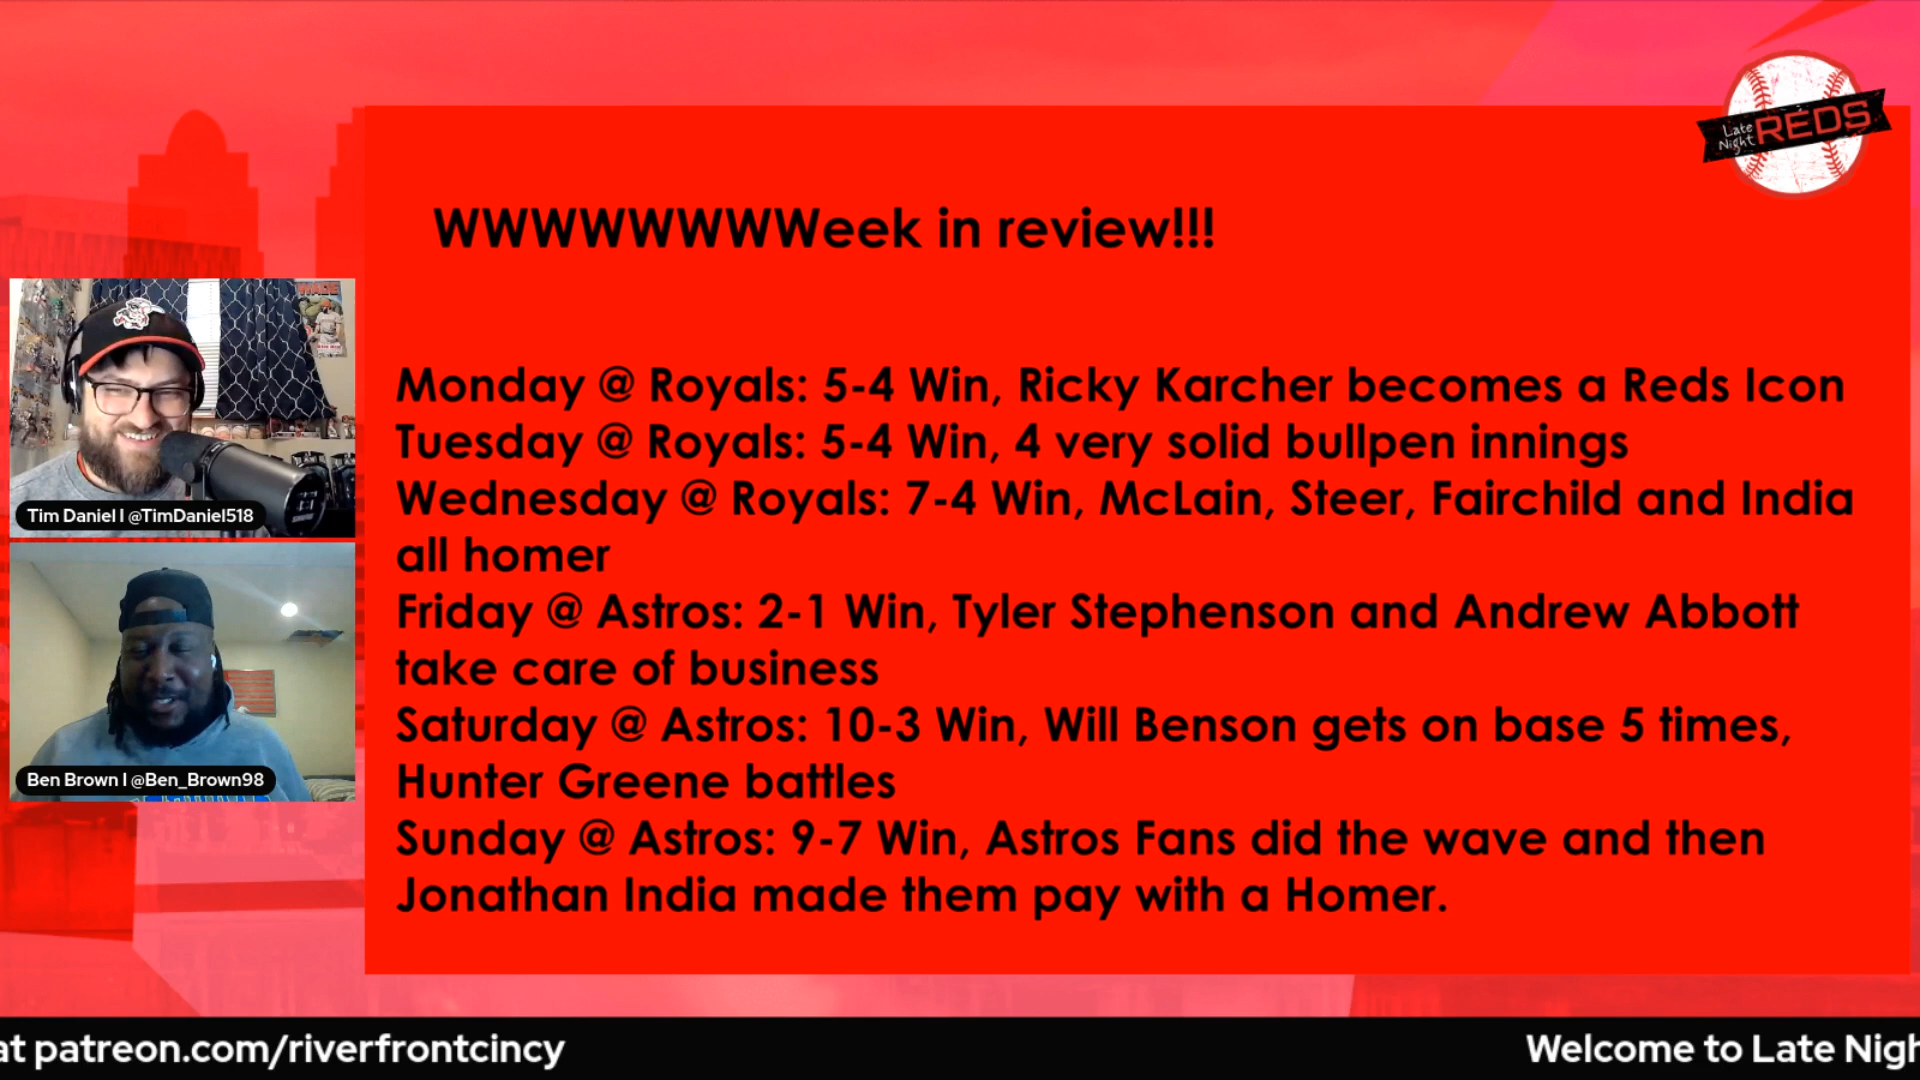 Late
Night REDS
WWWWWWWWeek in review!!!
WADE
Monday @ Royals: 5-4 Win, Ricky Karcher becomes a Reds Icon
Tuesday @ Royals: 5-4 Win, 4 very solid bullpen innings
Wednesday @ Royals: 7-4 Win, McLain, Steer, Fairchild and India
all homer
Friday @ Astros: 2-1 Win, Tyler Stephenson and Andrew Abbott
take care of business
Saturday @ Astros: 10-3 Win, Will Benson gets on base 5 times,
Hunter Greene battles
Sunday @ Astros: 9-7 Win, Astros Fans did the wave and then
Jonathan India made them pay with a Homer.
Tim Daniel | @TimDaniel518
Ben Brown | @Ben_Brown98
at patreon.com/riverfrontcincy
Welcome to Late Nigh